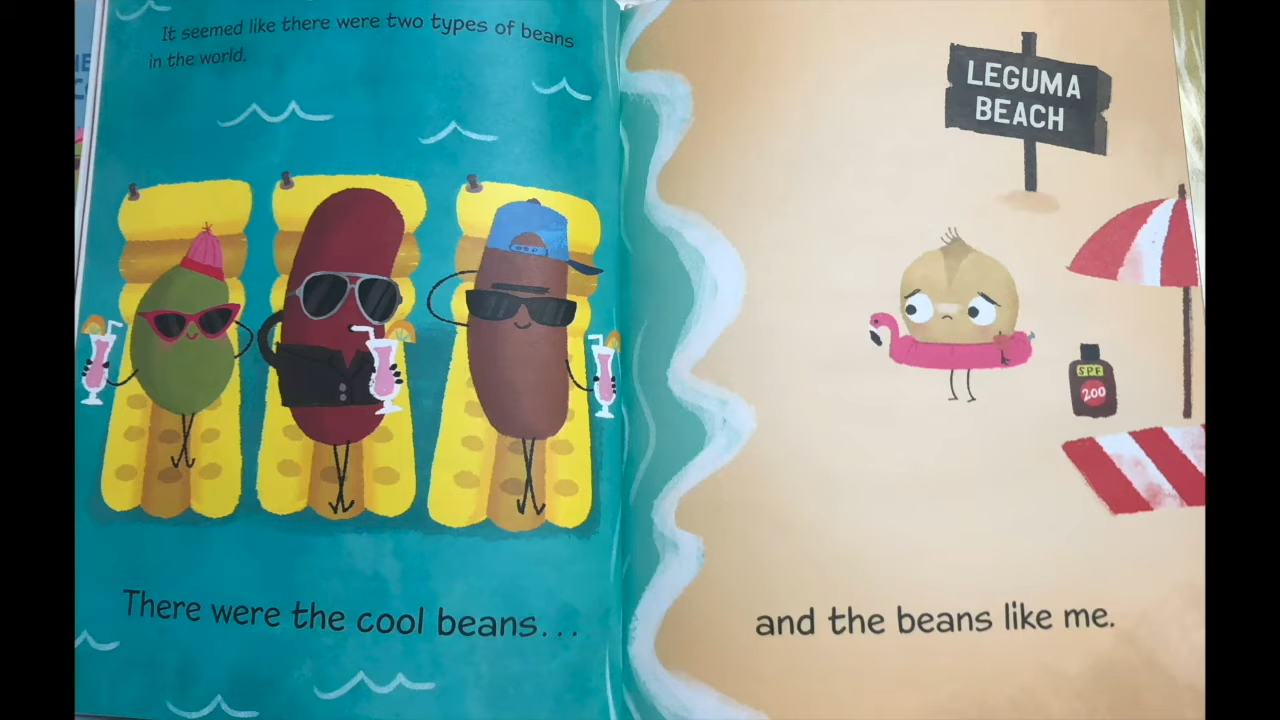 It seemed like there were two types of beans
in the world.
There were the cool beans...
LEGUMA
BEACH
SPF
200
and the beans like me.